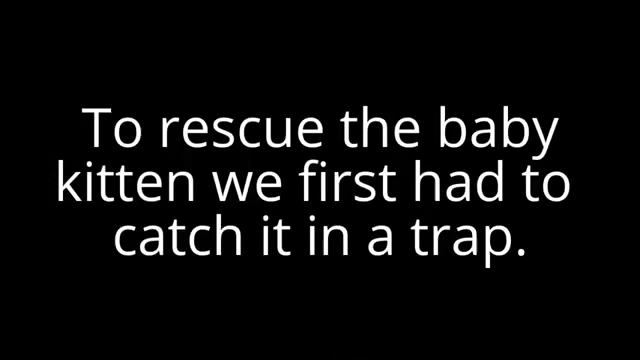 To rescue the baby
kitten we first had to
catch it in a trap.